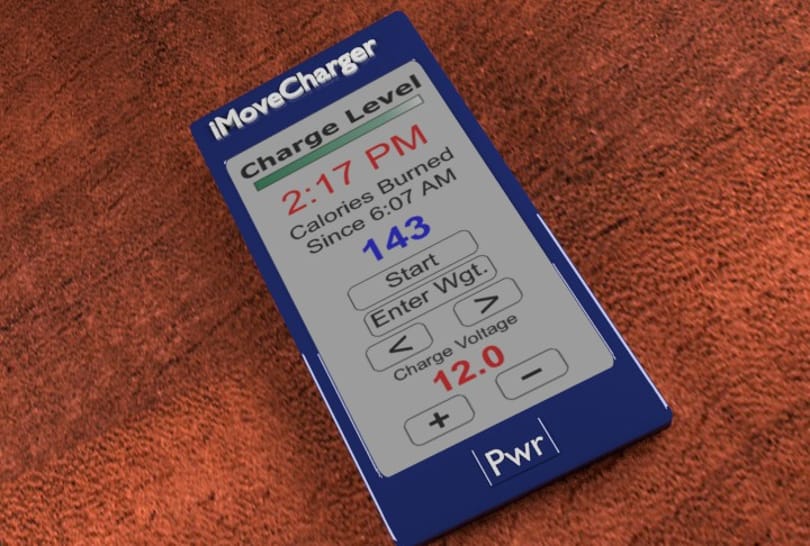 iMoveCharger
Charge Level
2:17 PM
Calories Burned
Since 6:07 AM
143
Start
Enter Wgt.
< >
Charge Voltage
12.0
+ −
Pwr